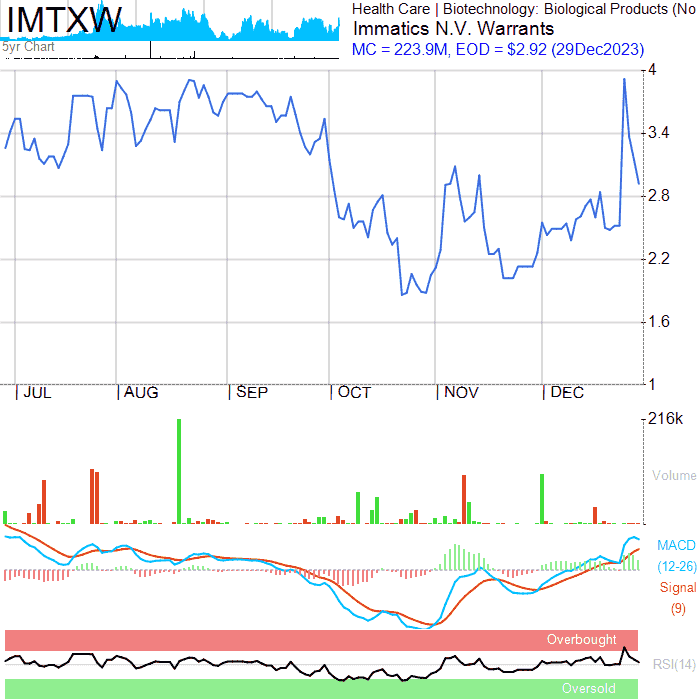 IMTXW
5yr Chart
Health Care | Biotechnology: Biological Products (No
Immatics N.V. Warrants
MC = 223.9M, EOD = $2.92 (29Dec2023)
4
3.4
2.8
2.2
1.6
1
|JUL |AUG |SEP |OCT |NOV |DEC
216k
Volume
MACD
(12-26)
Signal
(9)
Overbought
RSI(14)
Oversold